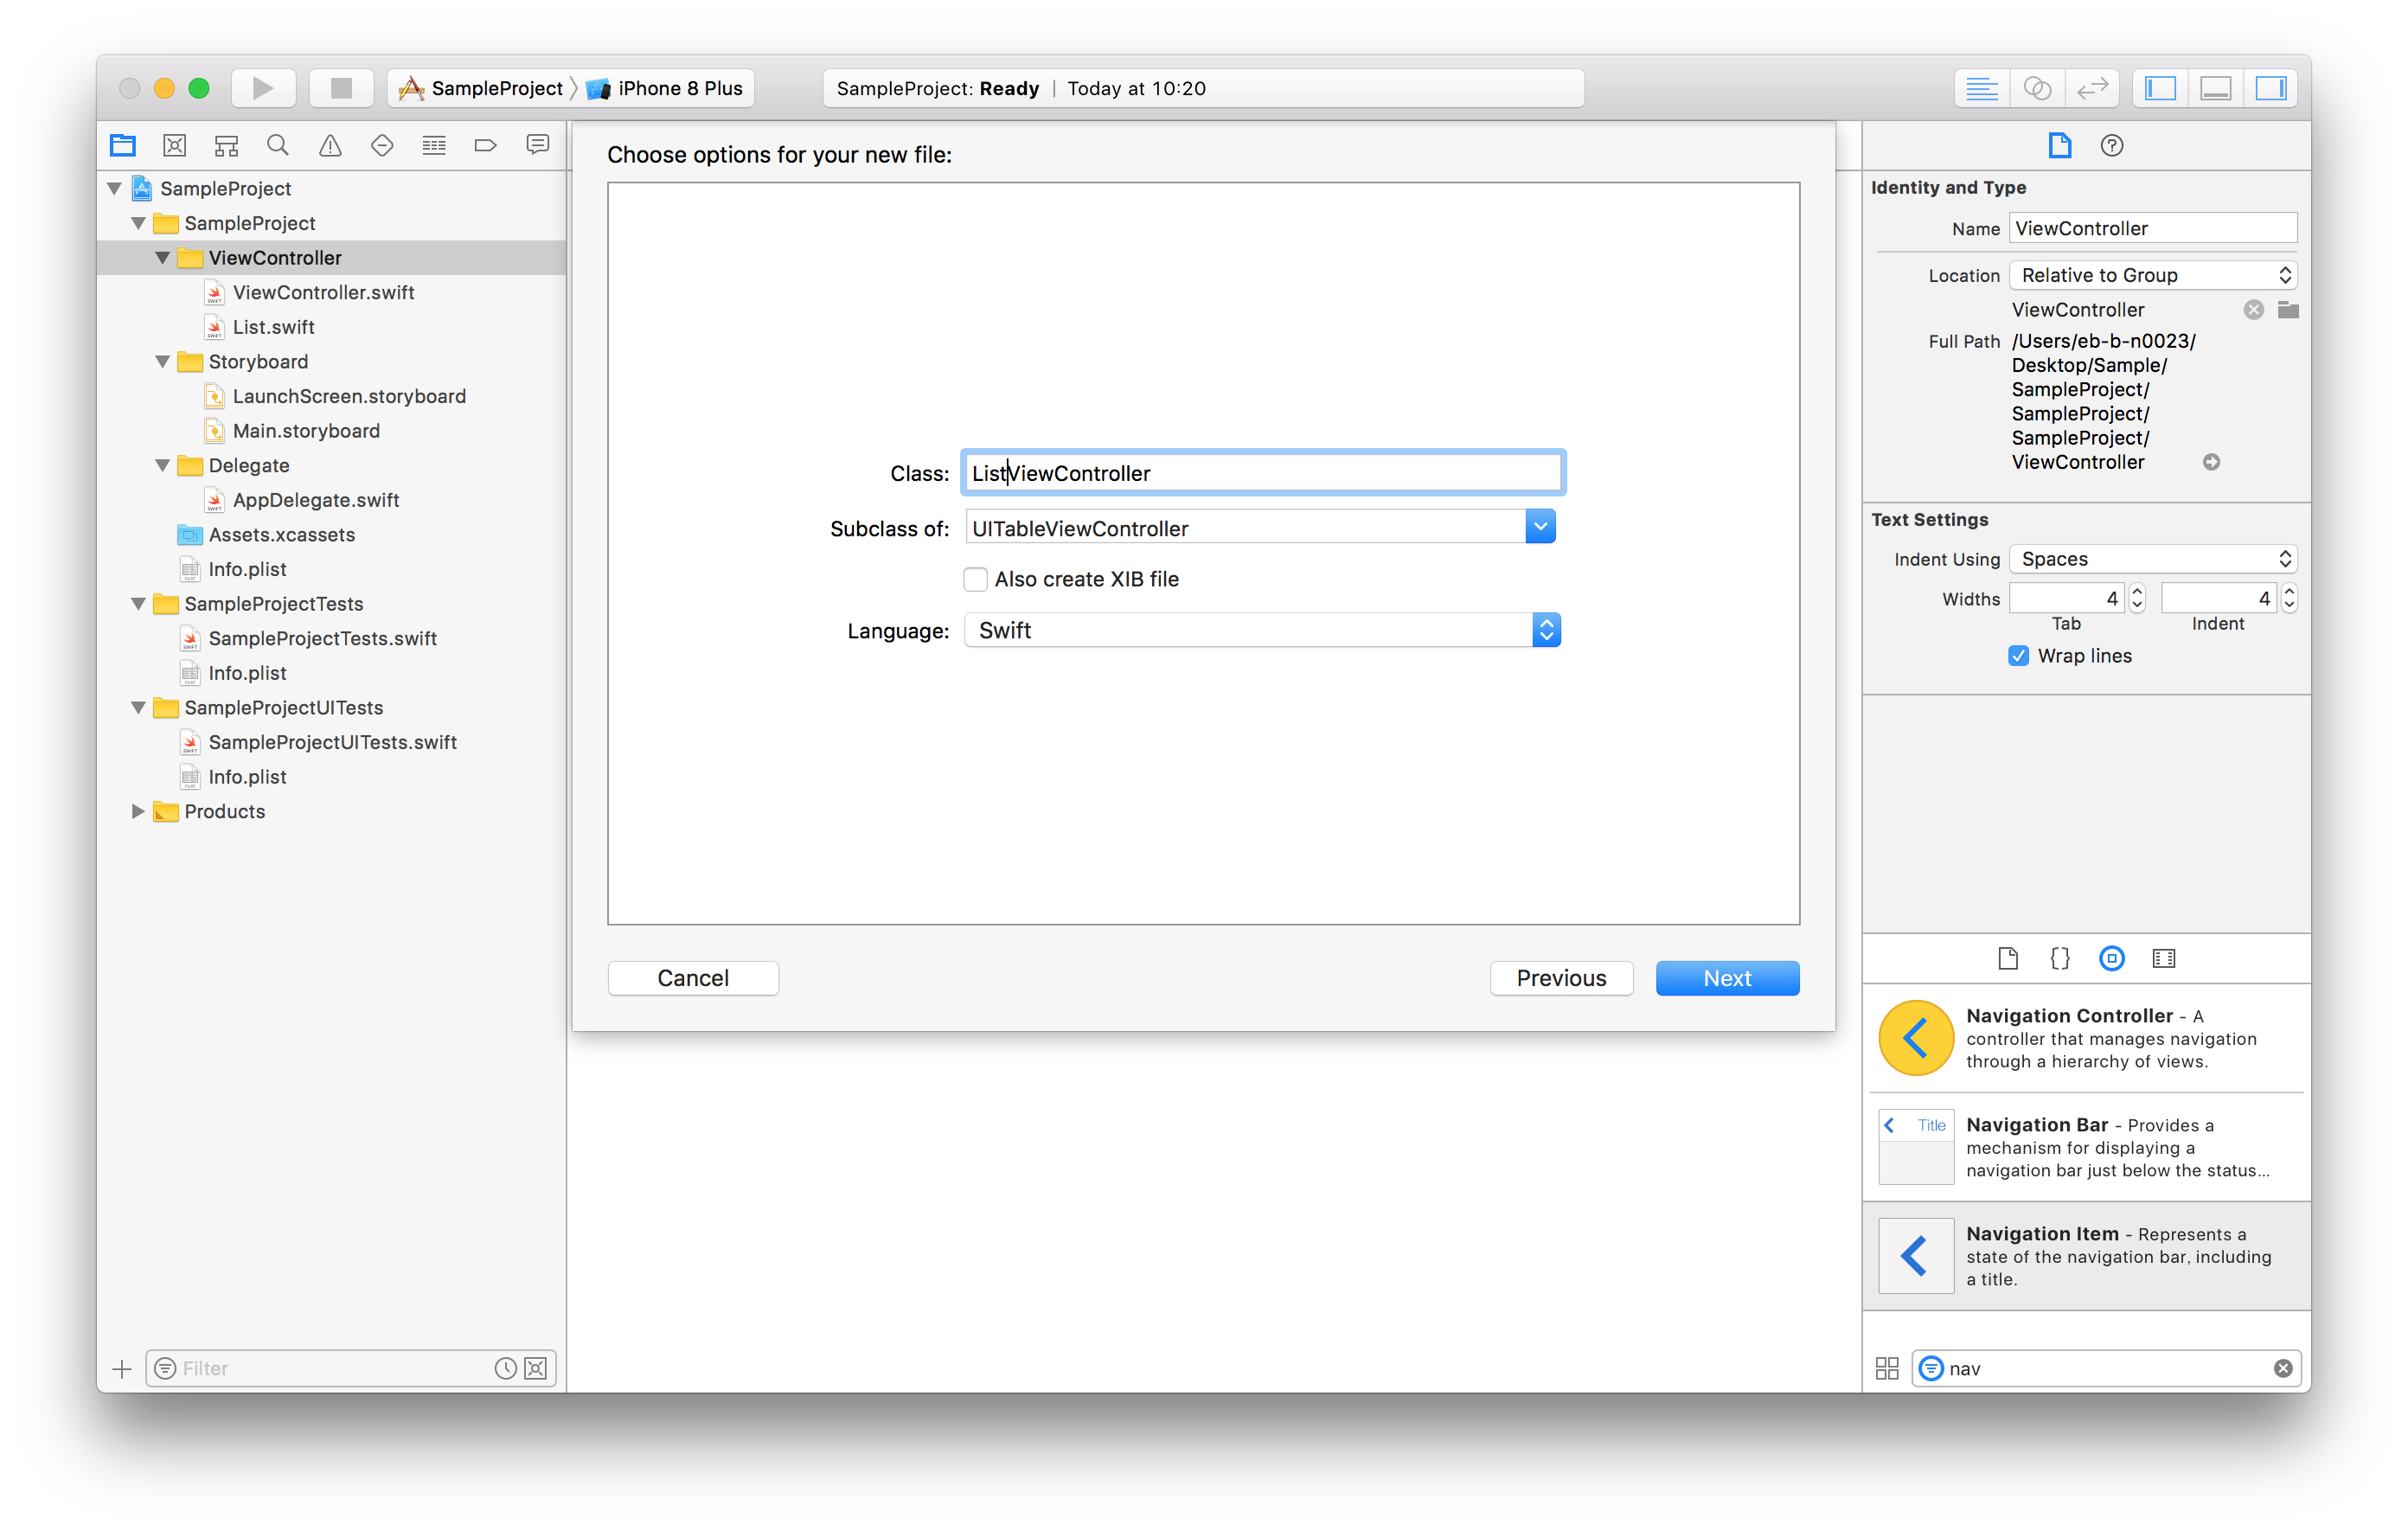 SampleProject 〉 iPhone 8 Plus
SampleProject: Ready | Today at 10:20
SampleProject
SampleProject
ViewController
ViewController.swift
List.swift
Storyboard
LaunchScreen.storyboard
Main.storyboard
Delegate
AppDelegate.swift
Assets.xcassets
Info.plist
SampleProjectTests
SampleProjectTests.swift
Info.plist
SampleProjectUITests
SampleProjectUITests.swift
Info.plist
Products
Filter
Choose options for your new file:
Class: ListViewController
Subclass of: UITableViewController
Also create XIB file
Language: Swift
Cancel
Previous
Next
Identity and Type
Name ViewController
Location Relative to Group
ViewController
Full Path /Users/eb-b-n0023/
Desktop/Sample/
SampleProject/
SampleProject/
SampleProject/
ViewController
Text Settings
Indent Using Spaces
Widths 4 4
Tab Indent
Wrap lines
{}
Navigation Controller - A
controller that manages navigation
through a hierarchy of views.
Title
Navigation Bar - Provides a
mechanism for displaying a
navigation bar just below the status...
Navigation Item - Represents a
state of the navigation bar, including
a title.
nav